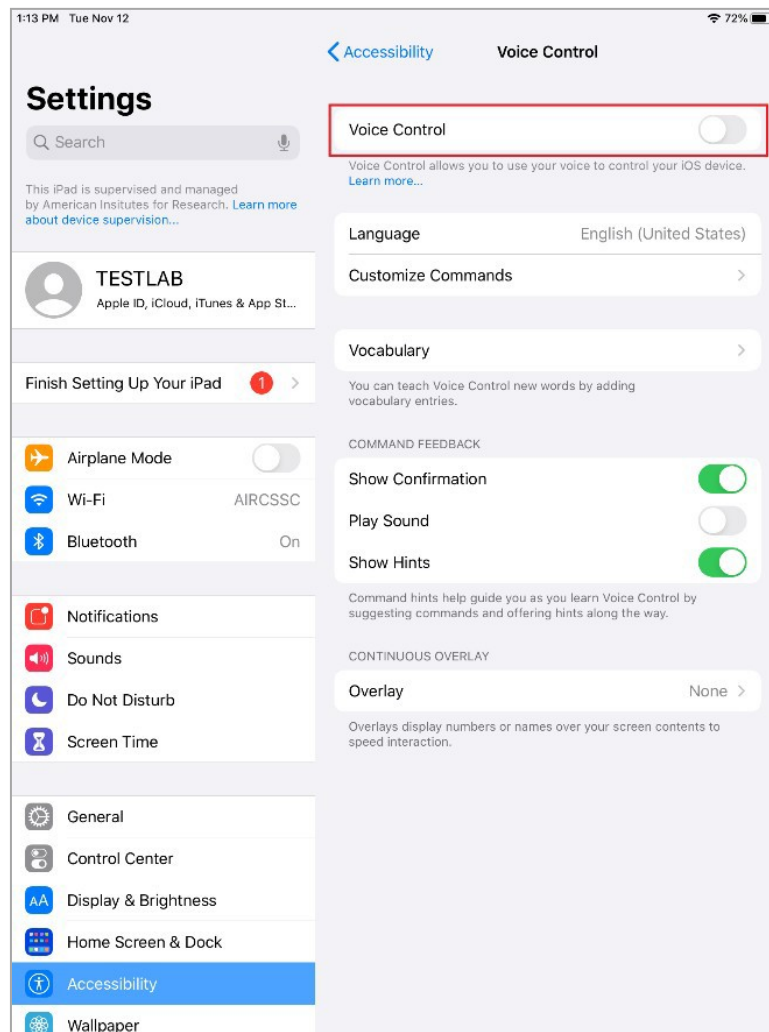 1:13 PM Tue Nov 12
72%
Settings
Search
This iPad is supervised and managed
by American Insitutes for Research. Learn more
about device supervision...
TESTLAB
Apple ID, iCloud, iTunes & App St...
Finish Setting Up Your iPad 1
Airplane Mode
Wi-Fi AIRCSSC
Bluetooth On
Notifications
Sounds
Do Not Disturb
Screen Time
General
Control Center
AA Display & Brightness
Home Screen & Dock
Accessibility
Wallpaper
Accessibility Voice Control
Voice Control
Voice Control allows you to use your voice to control your iOS device.
Learn more...
Language English (United States)
Customize Commands
Vocabulary
You can teach Voice Control new words by adding
vocabulary entries.
COMMAND FEEDBACK
Show Confirmation
Play Sound
Show Hints
Command hints help guide you as you learn Voice Control by
suggesting commands and offering hints along the way.
CONTINUOUS OVERLAY
Overlay None
Overlays display numbers or names over your screen contents to
speed interaction.